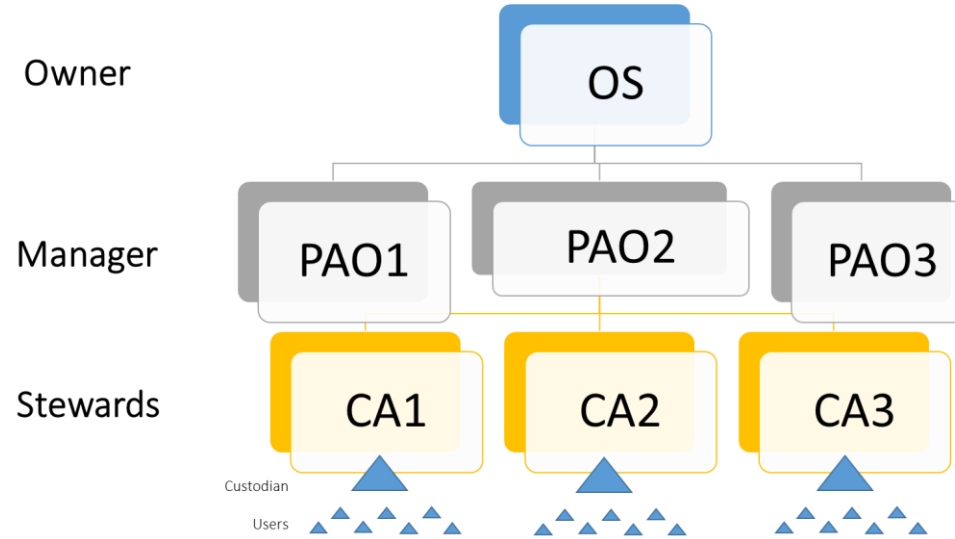 Owner
OS
Manager
PAO1
PAO2
PAO3
Stewards
CA1
CA2
CA3
Custodian
Users